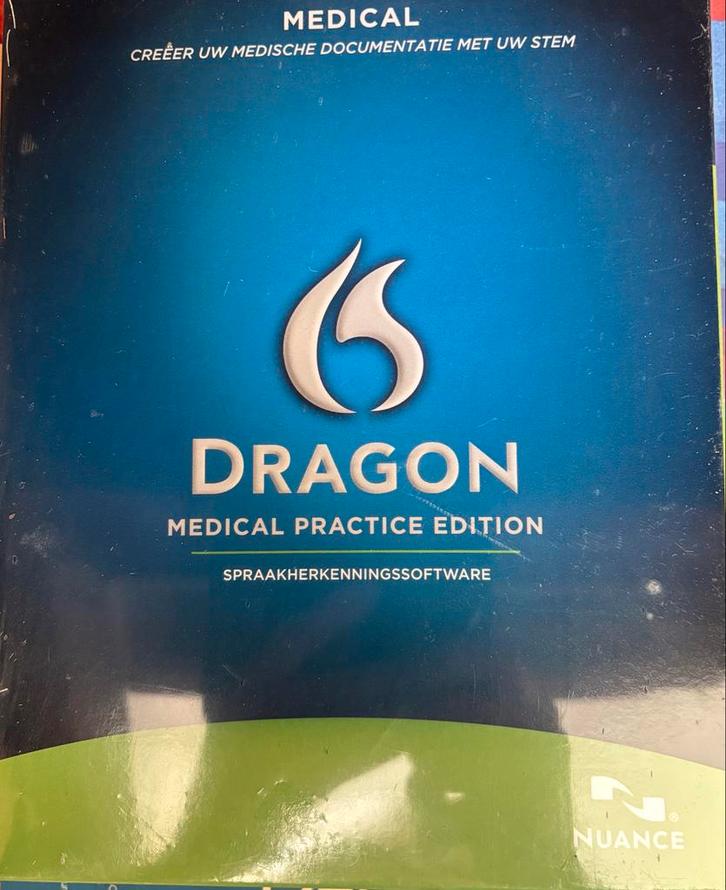 MEDICAL
CREËER UW MEDISCHE DOCUMENTATIE MET UW STEM
DRAGON
MEDICAL PRACTICE EDITION
SPRAAKHERKENNINGSSOFTWARE
NUANCE®